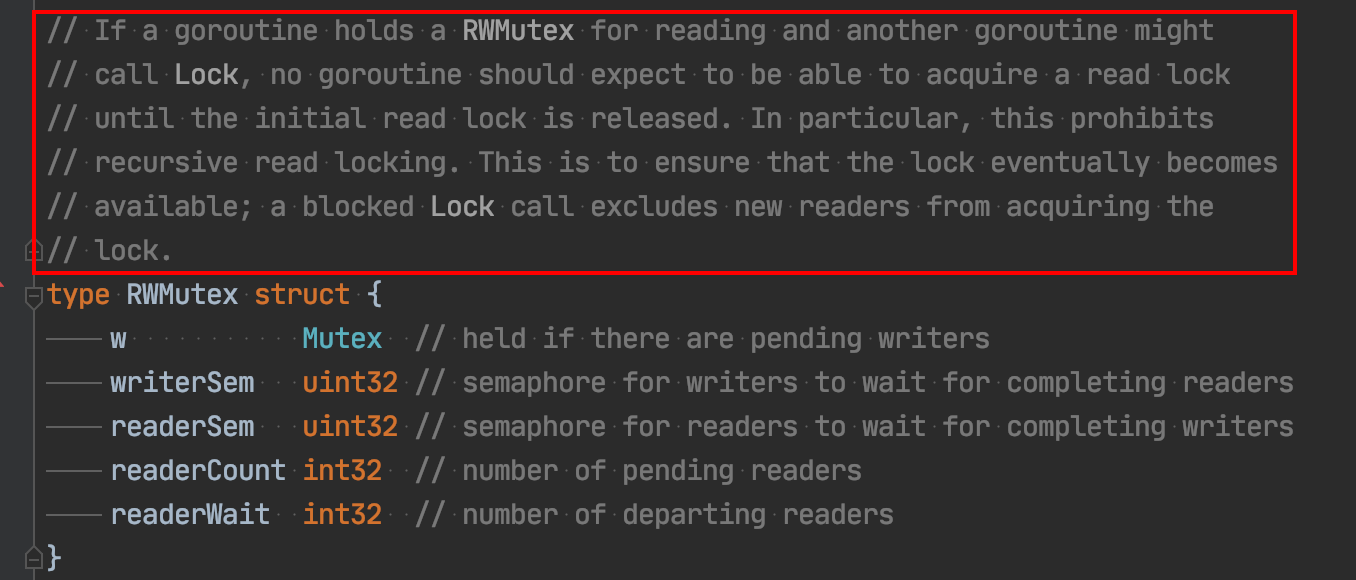 // If a goroutine holds a RWMutex for reading and another goroutine might
// call Lock, no goroutine should expect to be able to acquire a read lock
// until the initial read lock is released. In particular, this prohibits
// recursive read locking. This is to ensure that the lock eventually becomes
// available; a blocked Lock call excludes new readers from acquiring the
// lock.
type RWMutex struct {
w Mutex // held if there are pending writers
writerSem uint32 // semaphore for writers to wait for completing readers
readerSem uint32 // semaphore for readers to wait for completing writers
readerCount int32 // number of pending readers
readerWait int32 // number of departing readers
}